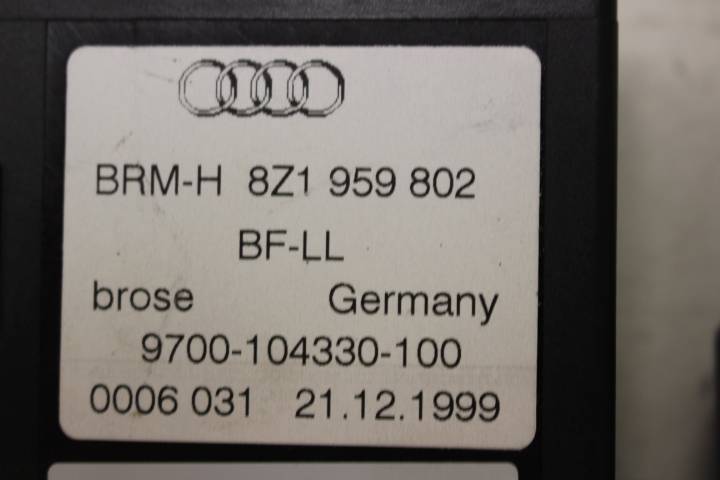 BRM-H 8Z1 959 802
BF-LL
brose Germany
9700-104330-100
0006 031 21.12.1999